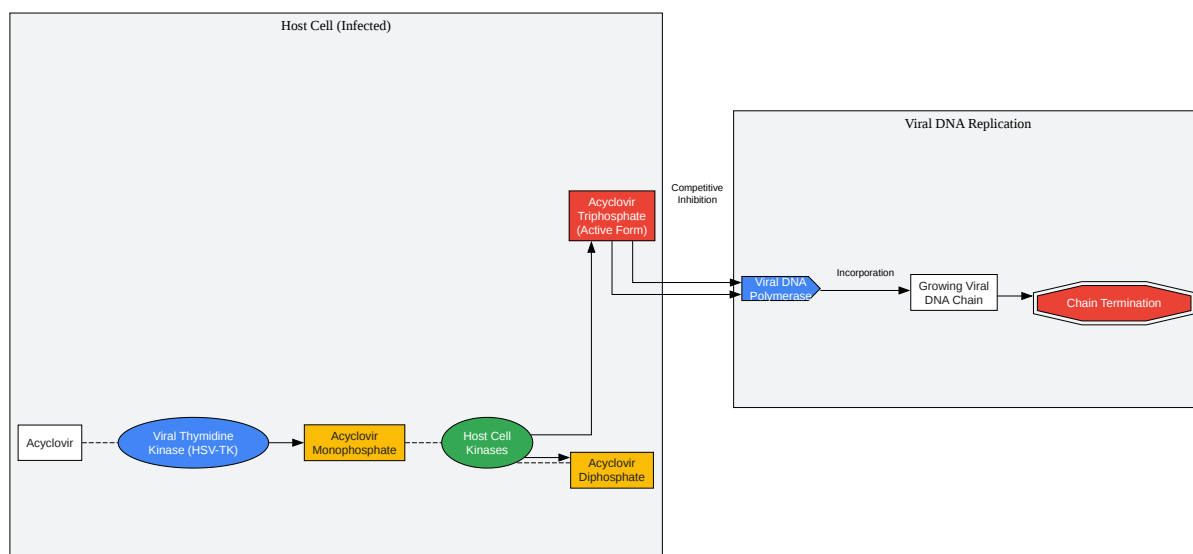 Host Cell (Infected)
Viral DNA Replication
Acyclovir
Triphosphate
(Active Form)
Competitive
Inhibition
Viral DNA
Polymerase
Incorporation
Growing Viral
DNA Chain
Chain Termination
Acyclovir
Viral Thymidine
Kinase (HSV-TK)
Acyclovir
Monophosphate
Host Cell
Kinases
Acyclovir
Diphosphate